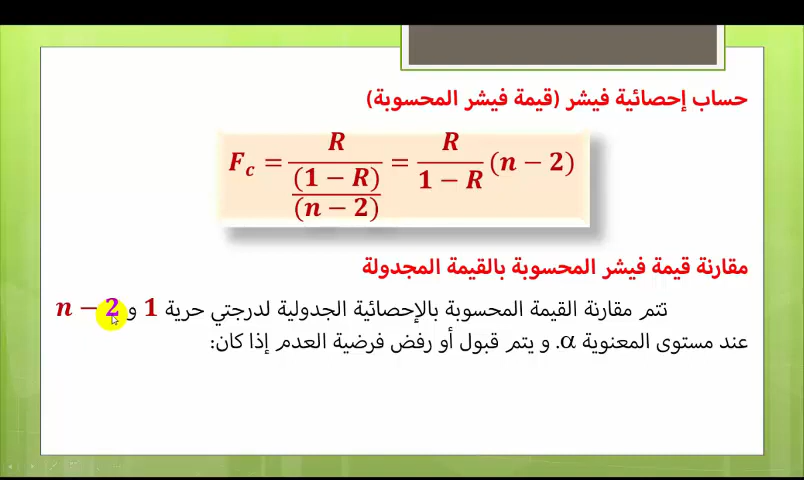 حساب إحصائية فيشر (قيمة فيشر المحسوبة)
F_c = R / ((1 − R) / (n − 2)) = R / (1 − R) (n − 2)
مقارنة قيمة فيشر المحسوبة بالقيمة المجدولة
تتم مقارنة القيمة المحسوبة بالإحصائية الجدولية لدرجتي حرية 1 و n − 2
عند مستوى المعنوية α. و يتم قبول أو رفض فرضية العدم إذا كان: